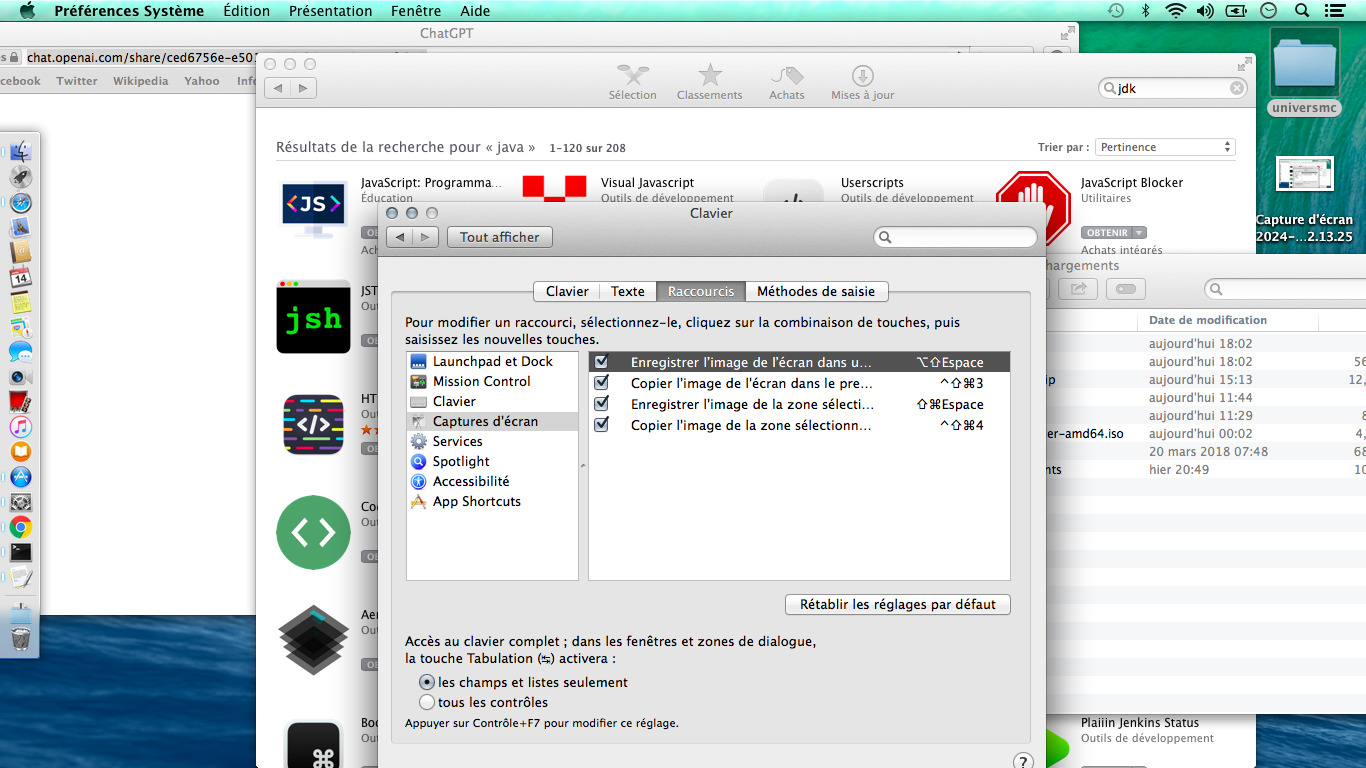 Préférences Système Édition Présentation Fenêtre Aide
ChatGPT
chat.openai.com/share/ced6756e-e50
cebook Twitter Wikipedia Yahoo
Sélection Classements Achats Mises à jour
jdk
universmc
Résultats de la recherche pour « java » 1-120 sur 208
Trier par : Pertinence
JavaScript: Programma...
Éducation
Visual Javascript
Outils de développement
Userscripts
Outils de développement
JavaScript Blocker
Utilitaires
OBTENIR
Achats intégrés
<JS>
Capture d'écran
2024-...2.13.25
Clavier
Tout afficher
hargements
Clavier Texte Raccourcis Méthodes de saisie
Pour modifier un raccourci, sélectionnez-le, cliquez sur la combinaison de touches, puis
saisissez les nouvelles touches.
Launchpad et Dock
Mission Control
Clavier
Captures d'écran
Services
Spotlight
Accessibilité
App Shortcuts
Enregistrer l'image de l'écran dans u... ⌥⇧Espace
Copier l'image de l'écran dans le pre... ^⇧⌘3
Enregistrer l'image de la zone sélecti... ⇧⌘Espace
Copier l'image de la zone sélectionn... ^⇧⌘4
Rétablir les réglages par défaut
Accès au clavier complet ; dans les fenêtres et zones de dialogue,
la touche Tabulation (↹) activera :
les champs et listes seulement
tous les contrôles
Appuyer sur Contrôle+F7 pour modifier ce réglage.
?
Date de modification
aujourd'hui 18:02
aujourd'hui 18:02 56
ip aujourd'hui 15:13 12,
aujourd'hui 11:44
aujourd'hui 11:29 8
er-amd64.iso aujourd'hui 00:02 4,
20 mars 2018 07:48 68
nts hier 20:49 10
14
JST
Out
jsh
HT
Out
</>
Co
Out
< >
Aer
Out
Boo
Out
⌘
Plaiiin Jenkins Status
Outils de développement